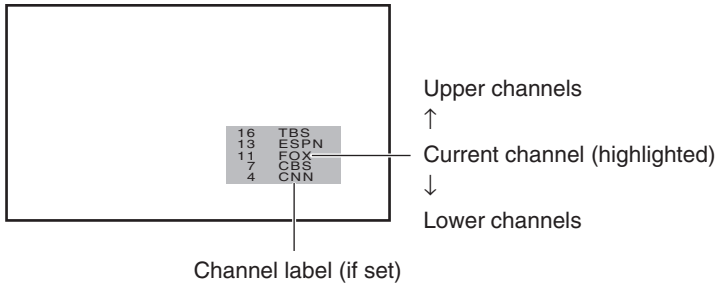 16 TBS
13 ESPN
11 FOX
7 CBS
4 CNN
Upper channels
↑
Current channel (highlighted)
↓
Lower channels
Channel label (if set)